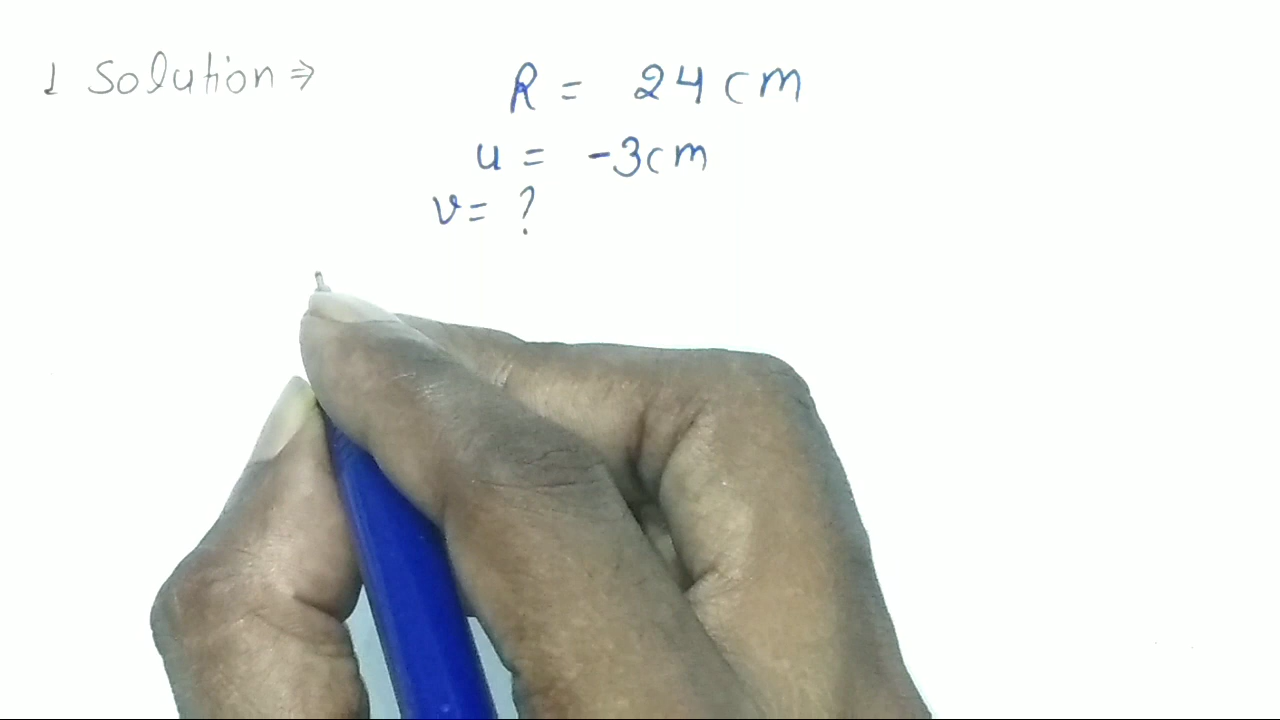 1 Solution ⇒ R = 24 cm
u = -3cm
v = ?